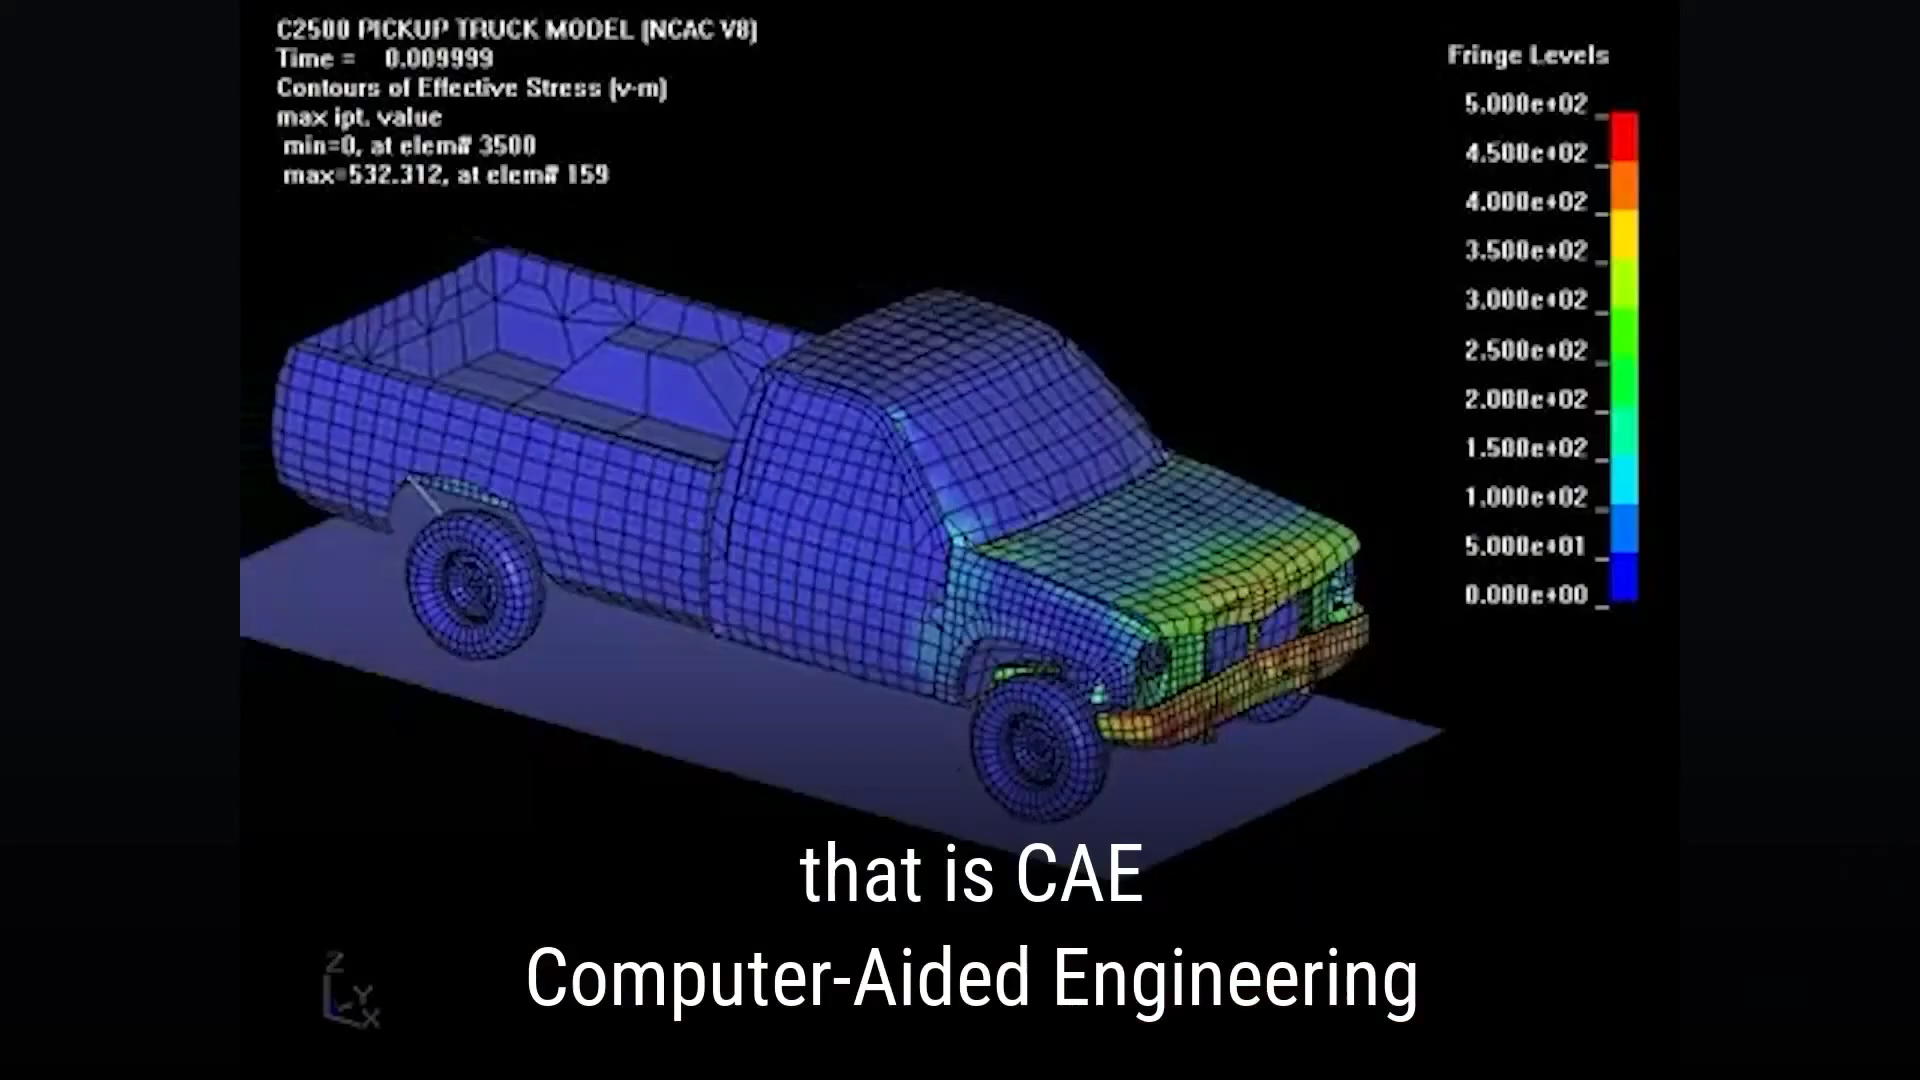 C2500 PICKUP TRUCK MODEL (NCAC V8)
Time = 0.009999
Contours of Effective Stress (v-m)
max ipt. value
min=0, at elem# 3500
max=532.312, at elem# 159
Fringe Levels
5.000e+02
4.500e+02
4.000e+02
3.500e+02
3.000e+02
2.500e+02
2.000e+02
1.500e+02
1.000e+02
5.000e+01
0.000e+00
that is CAE
Computer-Aided Engineering
Z
Y
X